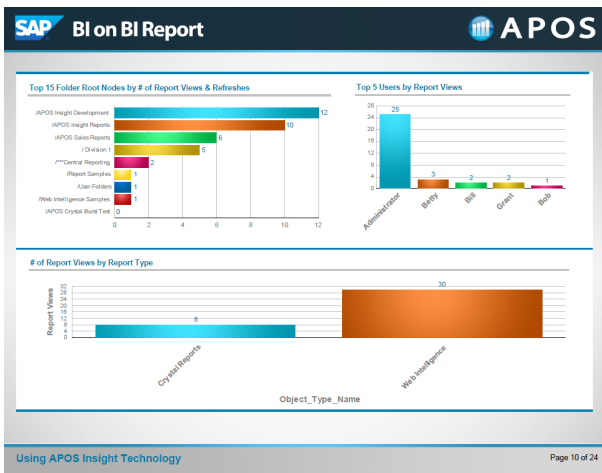 SAP BI on BI Report APOS
Top 15 Folder Root Nodes by # of Report Views & Refreshes
/APOS Insight Development 12
/APOS Insight Reports 10
/APOS Sales Reports 6
/ Division 1 5
/***Central Reporting 2
/Report Samples 1
/User Folders 1
/Web Intelligence Samples 1
/APOS Crystal Burst Test 0
0 2 4 6 8 10 12
Top 5 Users by Report Views
28
24
20
16
12
8
4
0
25 3 2 2 1
Administrator Betty Bill Grant Bob
# of Report Views by Report Type
Report Views
32
28
24
20
16
12
8
4
0
8 30
Crystal Reports Web Intelligence
Object_Type_Name
Using APOS Insight Technology Page 10 of 24